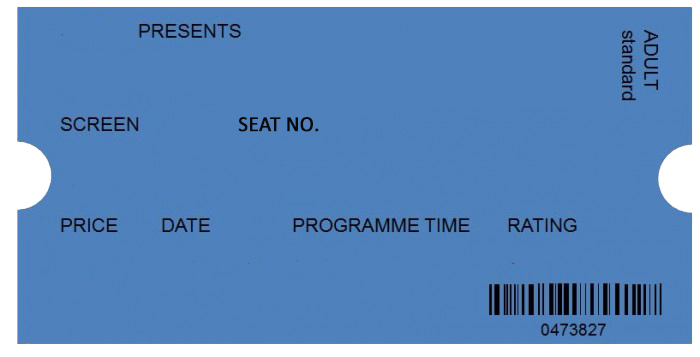 PRESENTS
ADULT
standard
SCREEN SEAT NO.
PRICE DATE PROGRAMME TIME RATING
0473827